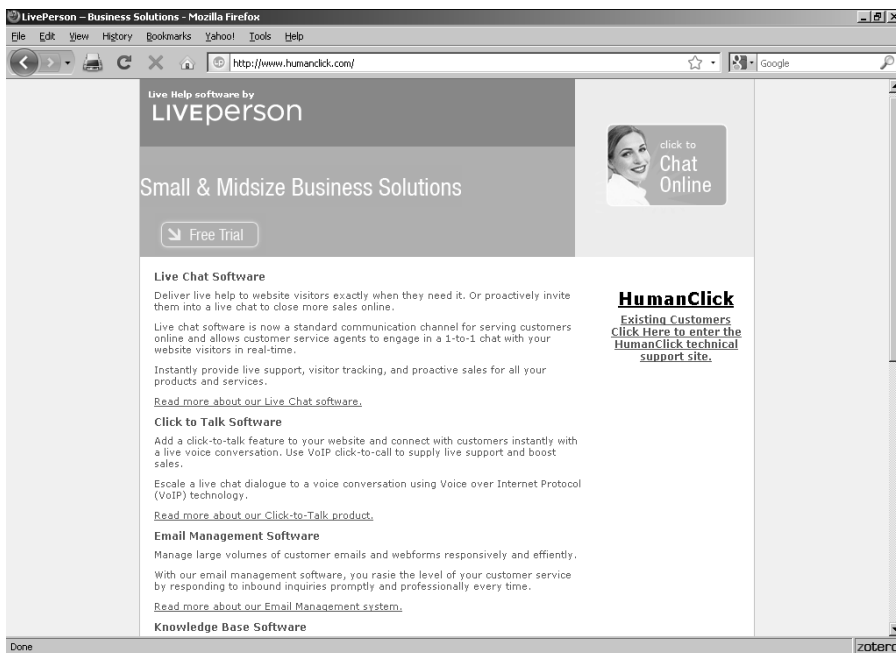 LivePerson – Business Solutions - Mozilla Firefox
File Edit View History Bookmarks Yahoo! Tools Help
http://www.humanclick.com/
Google
Live Help software by
LIVEperson
Small & Midsize Business Solutions
Free Trial
click to
Chat
Online
Live Chat Software
Deliver live help to website visitors exactly when they need it. Or proactively invite
them into a live chat to close more sales online.
Live chat software is now a standard communication channel for serving customers
online and allows customer service agents to engage in a 1-to-1 chat with your
website visitors in real-time.
Instantly provide live support, visitor tracking, and proactive sales for all your
products and services.
Read more about our Live Chat software.
Click to Talk Software
Add a click-to-talk feature to your website and connect with customers instantly with
a live voice conversation. Use VoIP click-to-call to supply live support and boost
sales.
Escale a live chat dialogue to a voice conversation using Voice over Internet Protocol
(VoIP) technology.
Read more about our Click-to-Talk product.
Email Management Software
Manage large volumes of customer emails and webforms responsively and effiently.
With our email management software, you rasie the level of your customer service
by responding to inbound inquiries promptly and professionally every time.
Read more about our Email Management system.
Knowledge Base Software
HumanClick
Existing Customers
Click Here to enter the
HumanClick technical
support site.
Done
zotero